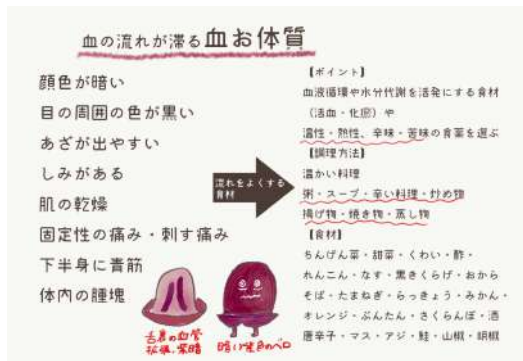 血の流れが滞る血お体質
顔色が暗い
目の周囲の色が黒い
あざが出やすい
しみがある
肌の乾燥
固定性の痛み・刺す痛み
下半身に青筋
体内の腫塊
流れをよくする
食材
【ポイント】
血液循環や水分代謝を活発にする食材
(活血・化瘀)や
温性・熱性、辛味・苦味の食薬を選ぶ
【調理方法】
温かい料理
粥・スープ・辛い料理・炒め物
揚げ物・焼き物・蒸し物
【食材】
ちんげん菜・甜菜・くわい・酢・
れんこん・なす・黒きくらげ・おから
そば・たまねぎ・らっきょう・みかん・
オレンジ・ぶんたん・さくらんぼ・酒
唐辛子・マス・アジ・鮭・山椒・胡椒
舌裏の血管
拡張、紫暗
暗い紫色のベロ